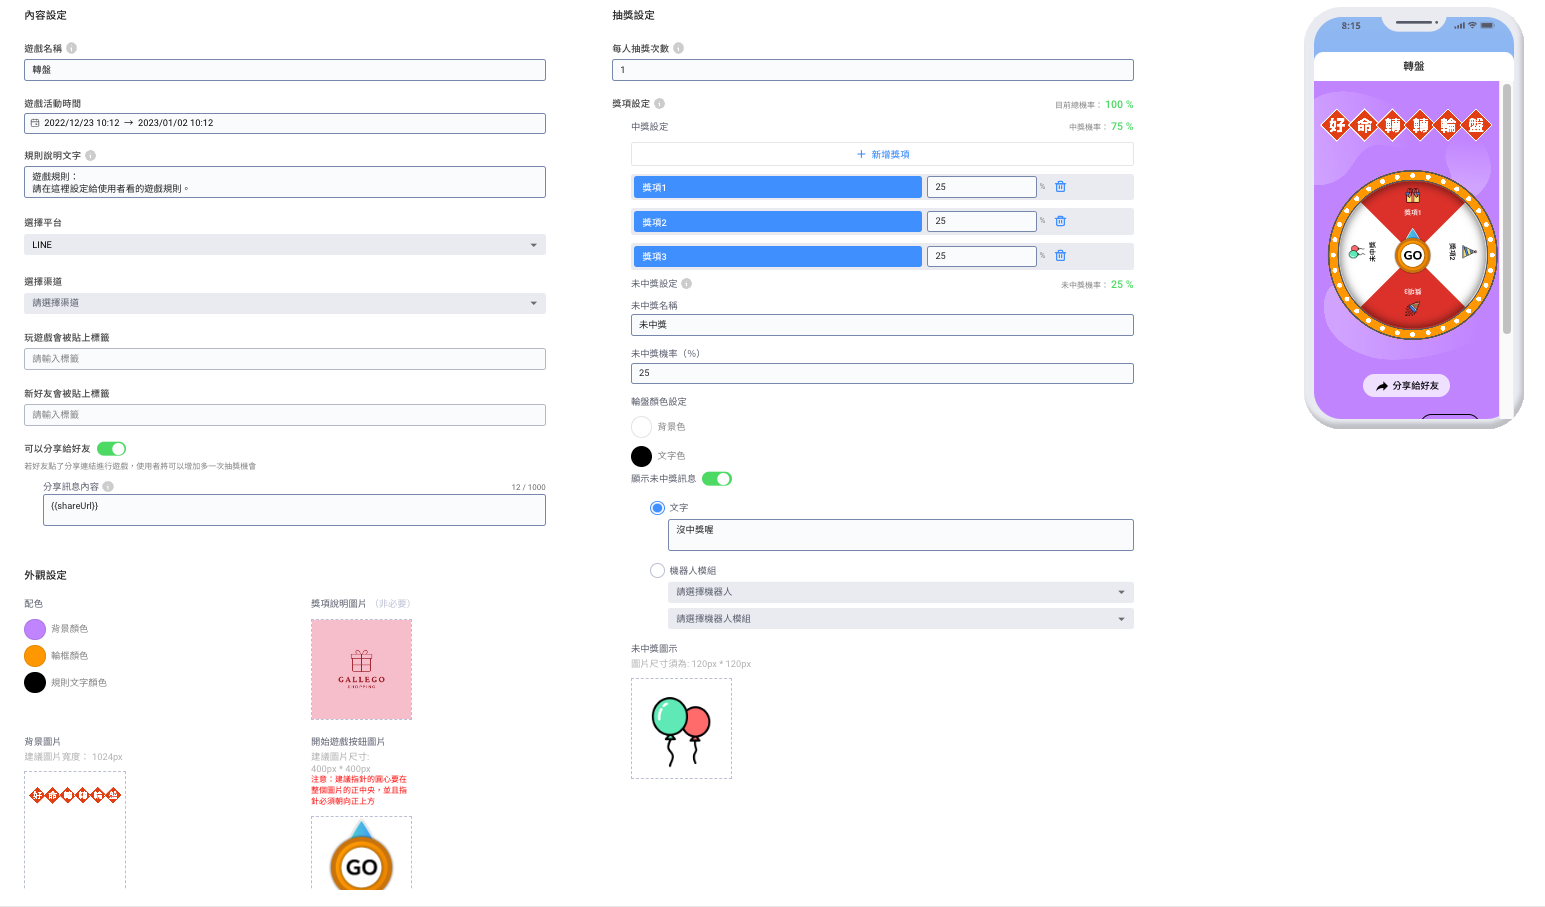 內容設定
遊戲名稱
轉盤
遊戲活動時間
2022/12/23 10:12 → 2023/01/02 10:12
規則說明文字
遊戲規則：
請在這裡設定給使用者看的遊戲規則。
選擇平台
LINE
選擇渠道
請選擇渠道
玩遊戲會被貼上標籤
請輸入標籤
新好友會被貼上標籤
請輸入標籤
可以分享給好友
若好友點了分享連結進行遊戲，使用者將可以增加多一次抽獎機會
分享訊息內容
12 / 1000
{{shareUrl}}
外觀設定
配色
背景顏色
輪框顏色
規則文字顏色
獎項說明圖片 （非必要）
GALLEGO
SHOPPING
背景圖片
建議圖片寬度： 1024px
好命轉轉輪盤
開始遊戲按鈕圖片
建議圖片尺寸:
400px * 400px
注意：建議指針的圓心要在
整個圖片的正中央，並且指
針必須朝向正上方
GO
抽獎設定
每人抽獎次數
1
獎項設定
目前總機率： 100 %
中獎設定
中獎機率： 75 %
+ 新增獎項
獎項1
25
%
獎項2
25
%
獎項3
25
%
未中獎設定
未中獎機率： 25 %
未中獎名稱
未中獎
未中獎機率（%）
25
輪盤顏色設定
背景色
文字色
顯示未中獎訊息
文字
沒中獎喔
機器人模組
請選擇機器人
請選擇機器人模組
未中獎圖示
圖片尺寸須為: 120px * 120px
8:15
轉盤
好命轉轉輪盤
獎項1
未中獎
GO
獎項2
獎項3
分享給好友